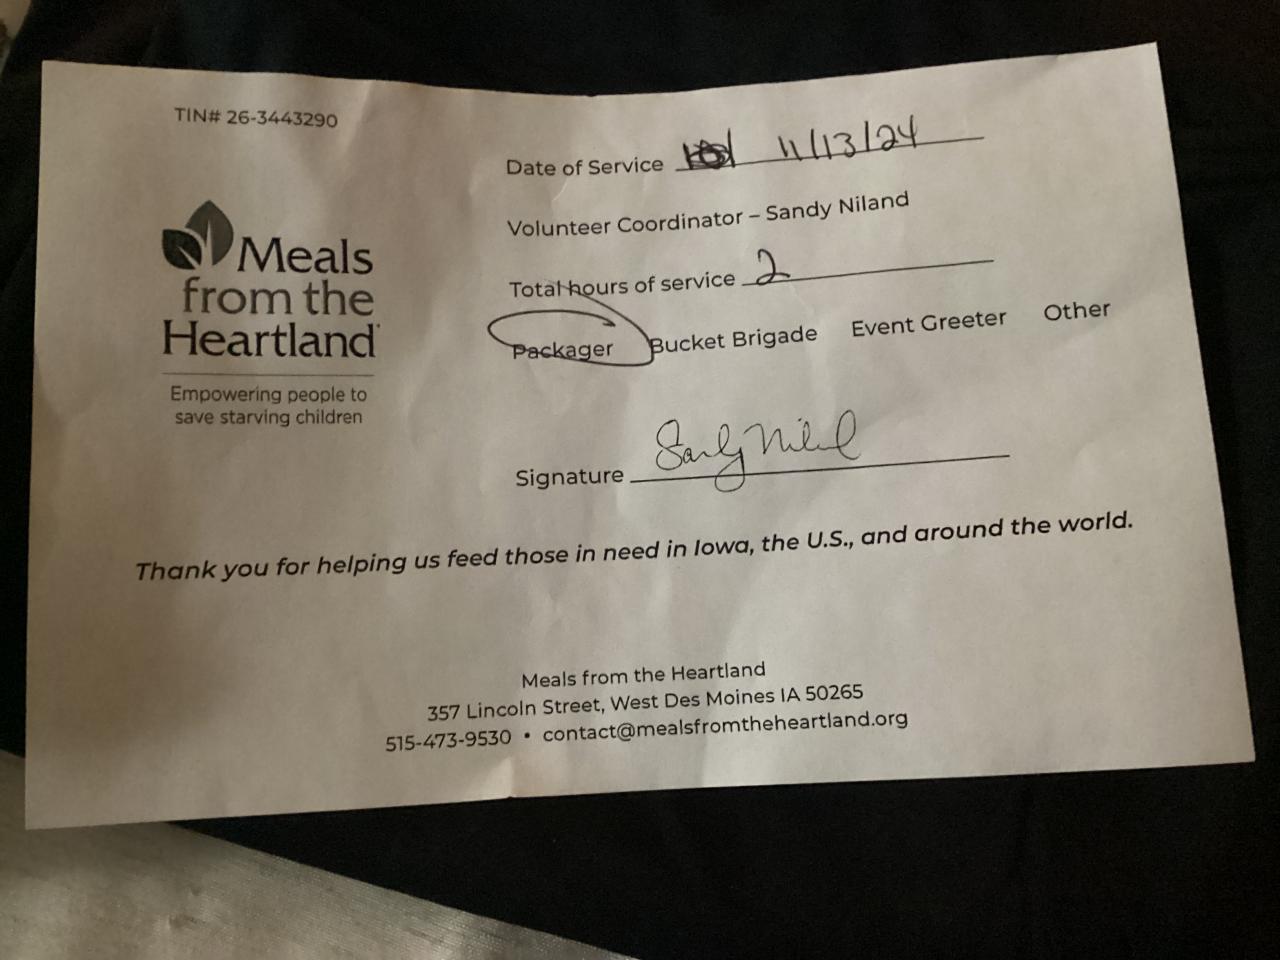 TIN# 26-3443290
Date of Service 11/13/24
Volunteer Coordinator – Sandy Niland
Meals
from the
Heartland
Total hours of service 2
Packager Bucket Brigade Event Greeter Other
Empowering people to
save starving children
Signature Sandy Niland
Thank you for helping us feed those in need in Iowa, the U.S., and around the world.
Meals from the Heartland
357 Lincoln Street, West Des Moines IA 50265
515-473-9530 • contact@mealsfromtheheartland.org